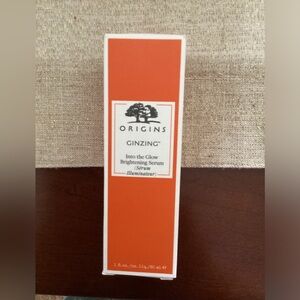 ORIGINS
GINZING™
Into the Glow
Brightening Serum
(Sérum
Illuminateur)